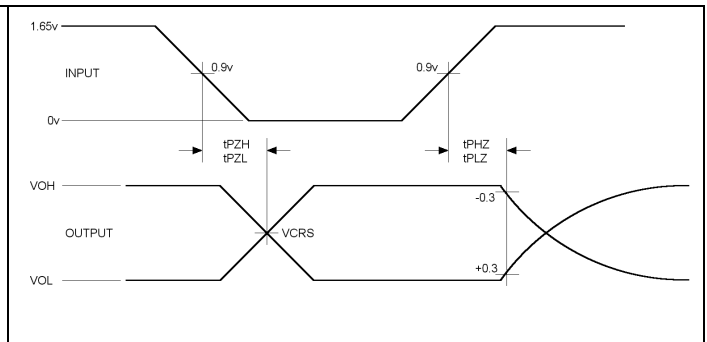 1.65v
INPUT
0.9v
0.9v
0v
tPZH
tPZL
tPHZ
tPLZ
VOH
-0.3
OUTPUT
VCRS
+0.3
VOL